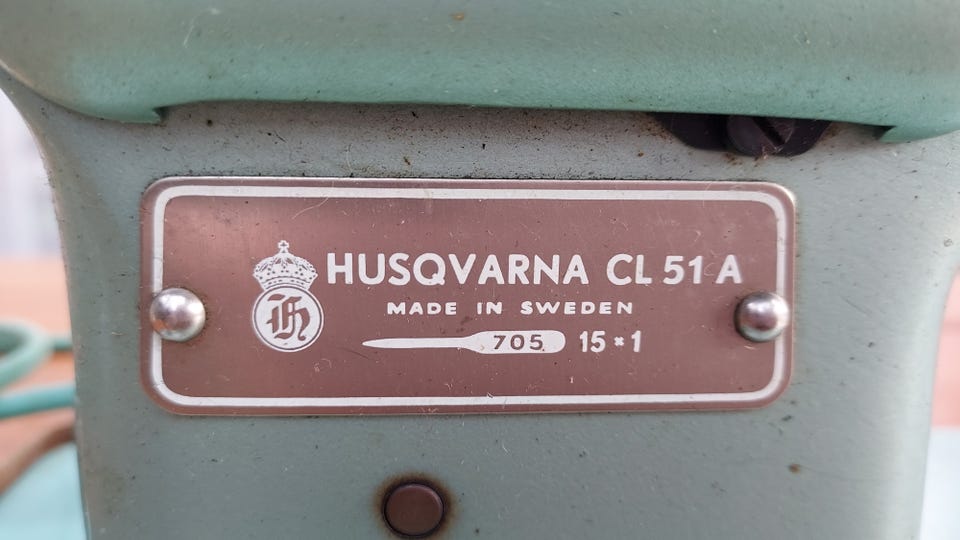 HUSQVARNA CL 51 A
MADE IN SWEDEN
705 15×1
H